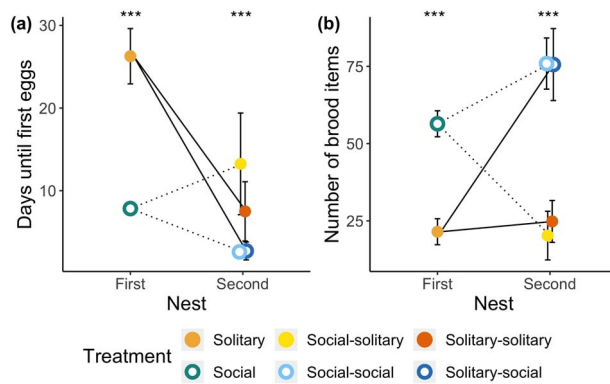 (a)
***
***
30
20
10
Days until first eggs
First
Second
Nest
(b)
***
***
75
50
25
Number of brood items
First
Second
Nest
Treatment
Solitary
Social-solitary
Solitary-solitary
Social
Social-social
Solitary-social